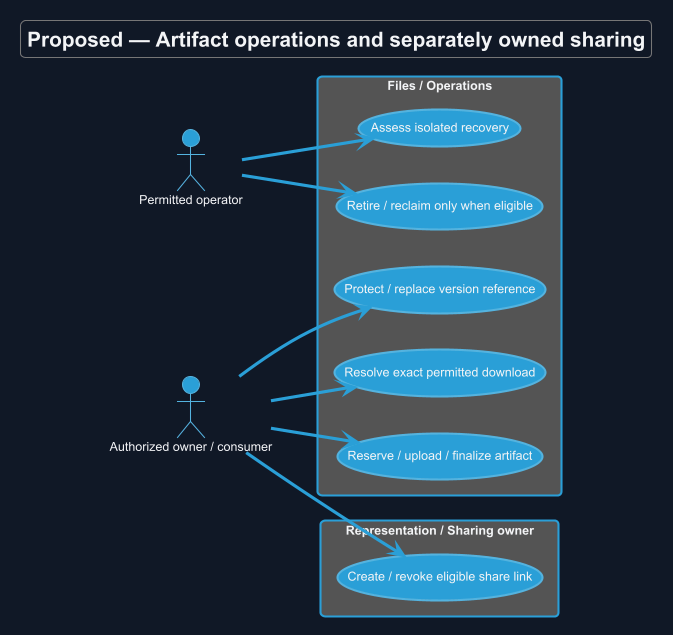 Proposed — Artifact operations and separately owned sharing
Files / Operations
Assess isolated recovery
Permitted operator
Retire / reclaim only when eligible
Protect / replace version reference
Resolve exact permitted download
Authorized owner / consumer
Reserve / upload / finalize artifact
Representation / Sharing owner
Create / revoke eligible share link